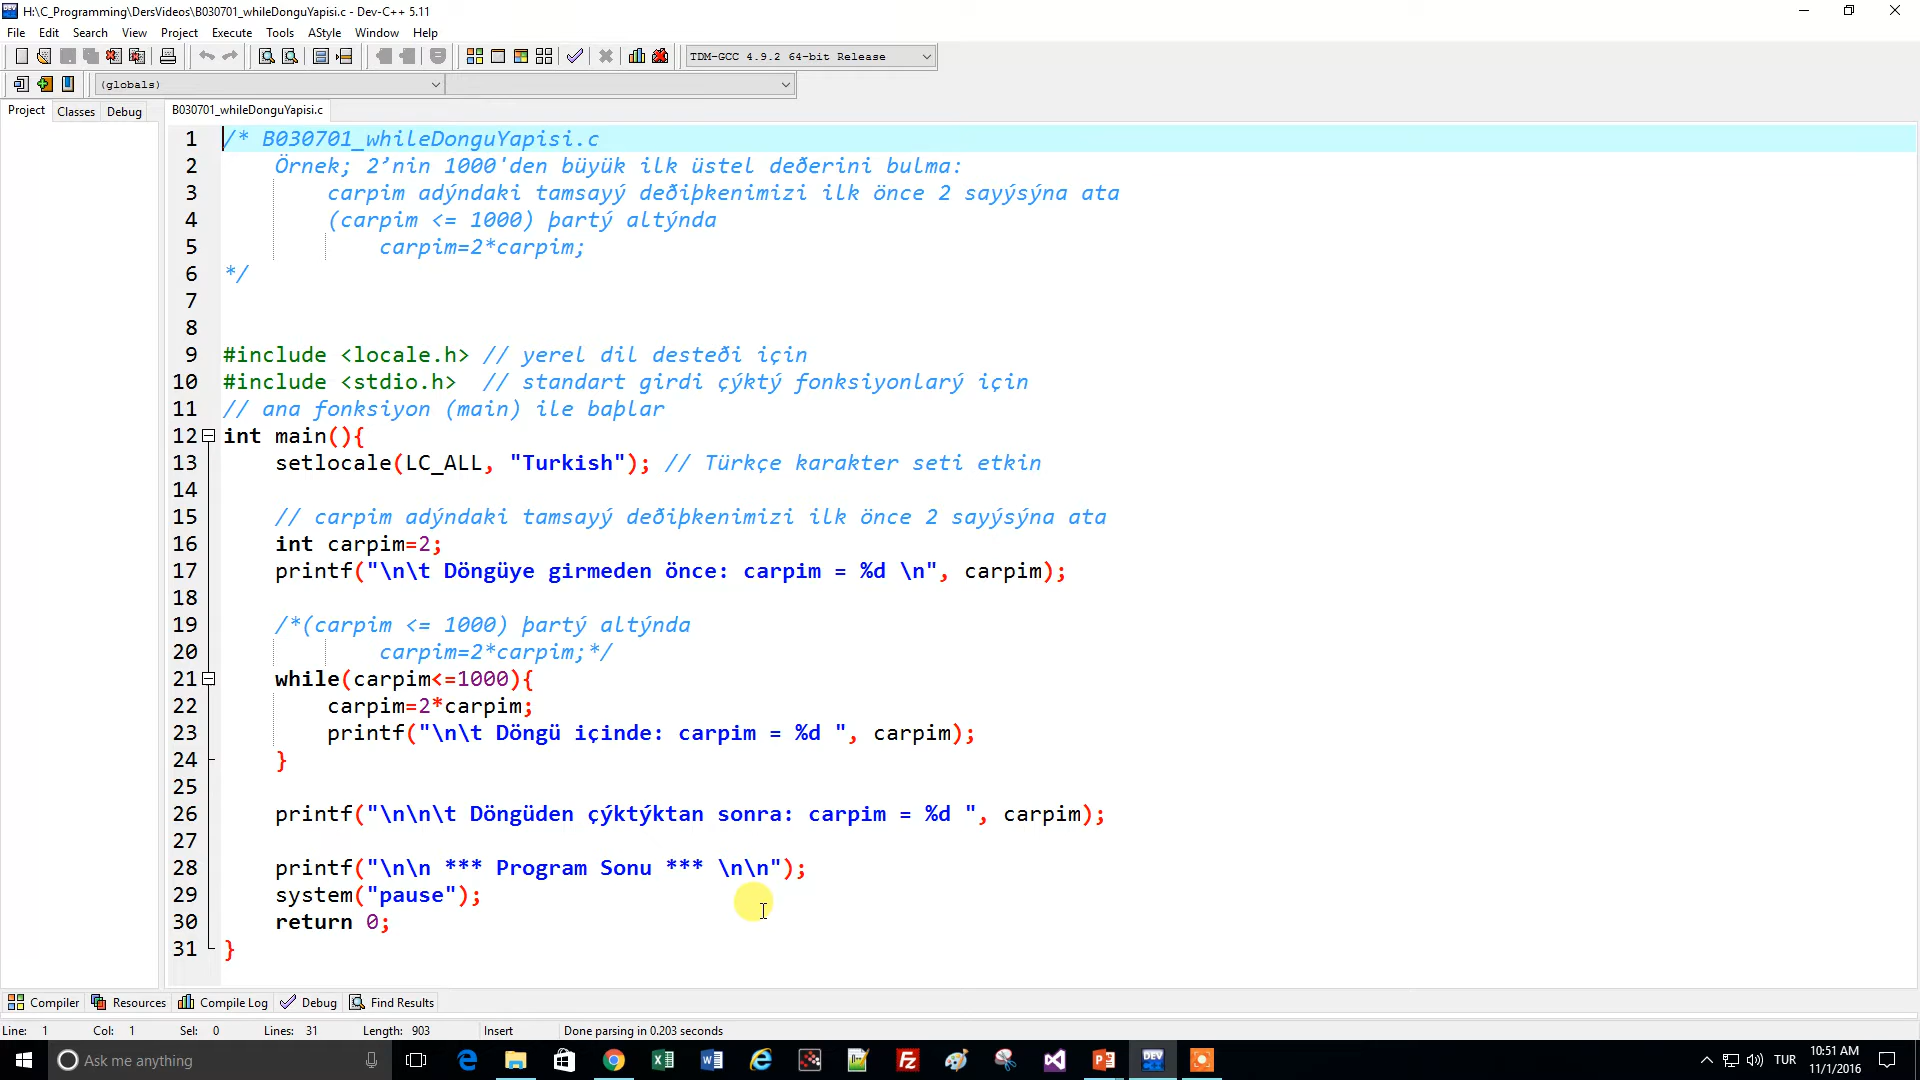 H:\C_Programming\DersVideos\B030701_whileDonguYapisi.c - Dev-C++ 5.11
File Edit Search View Project Execute Tools AStyle Window Help
TDM-GCC 4.9.2 64-bit Release
(globals)
Project Classes Debug B030701_whileDonguYapisi.c
1 /* B030701_whileDonguYapisi.c
2 Örnek; 2’nin 1000'den büyük ilk üstel deðerini bulma:
3 carpim adýndaki tamsayý deðiþkenimizi ilk önce 2 sayýsýna ata
4 (carpim <= 1000) þartý altýnda
5 carpim=2*carpim;
6 */
7
8
9 #include <locale.h> // yerel dil desteði için
10 #include <stdio.h> // standart girdi çýktý fonksiyonlarý için
11 // ana fonksiyon (main) ile baþlar
12 int main(){
13 setlocale(LC_ALL, "Turkish"); // Türkçe karakter seti etkin
14
15 // carpim adýndaki tamsayý deðiþkenimizi ilk önce 2 sayýsýna ata
16 int carpim=2;
17 printf("\n\t Döngüye girmeden önce: carpim = %d \n", carpim);
18
19 /*(carpim <= 1000) þartý altýnda
20 carpim=2*carpim;*/
21 while(carpim<=1000){
22 carpim=2*carpim;
23 printf("\n\t Döngü içinde: carpim = %d ", carpim);
24 }
25
26 printf("\n\n\t Döngüden çýktýktan sonra: carpim = %d ", carpim);
27
28 printf("\n\n *** Program Sonu *** \n\n");
29 system("pause");
30 return 0;
31 }
Compiler Resources Compile Log Debug Find Results
Line: 1 Col: 1 Sel: 0 Lines: 31 Length: 903 Insert Done parsing in 0.203 seconds
Ask me anything
DEV
TUR
10:51 AM
11/1/2016